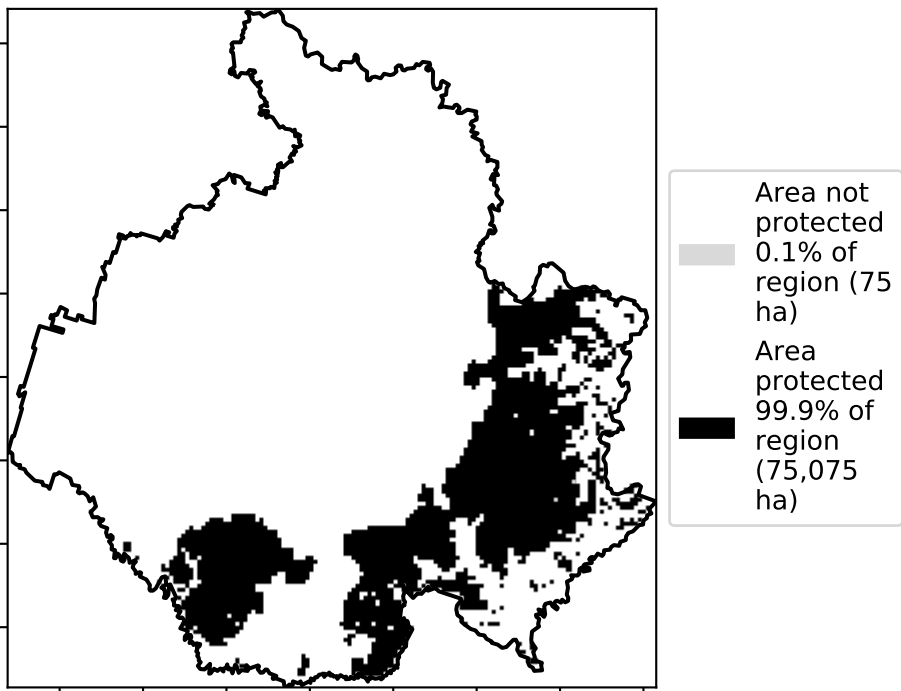 Area not
protected
0.1% of
region (75
ha)
Area
protected
99.9% of
region
(75,075
ha)